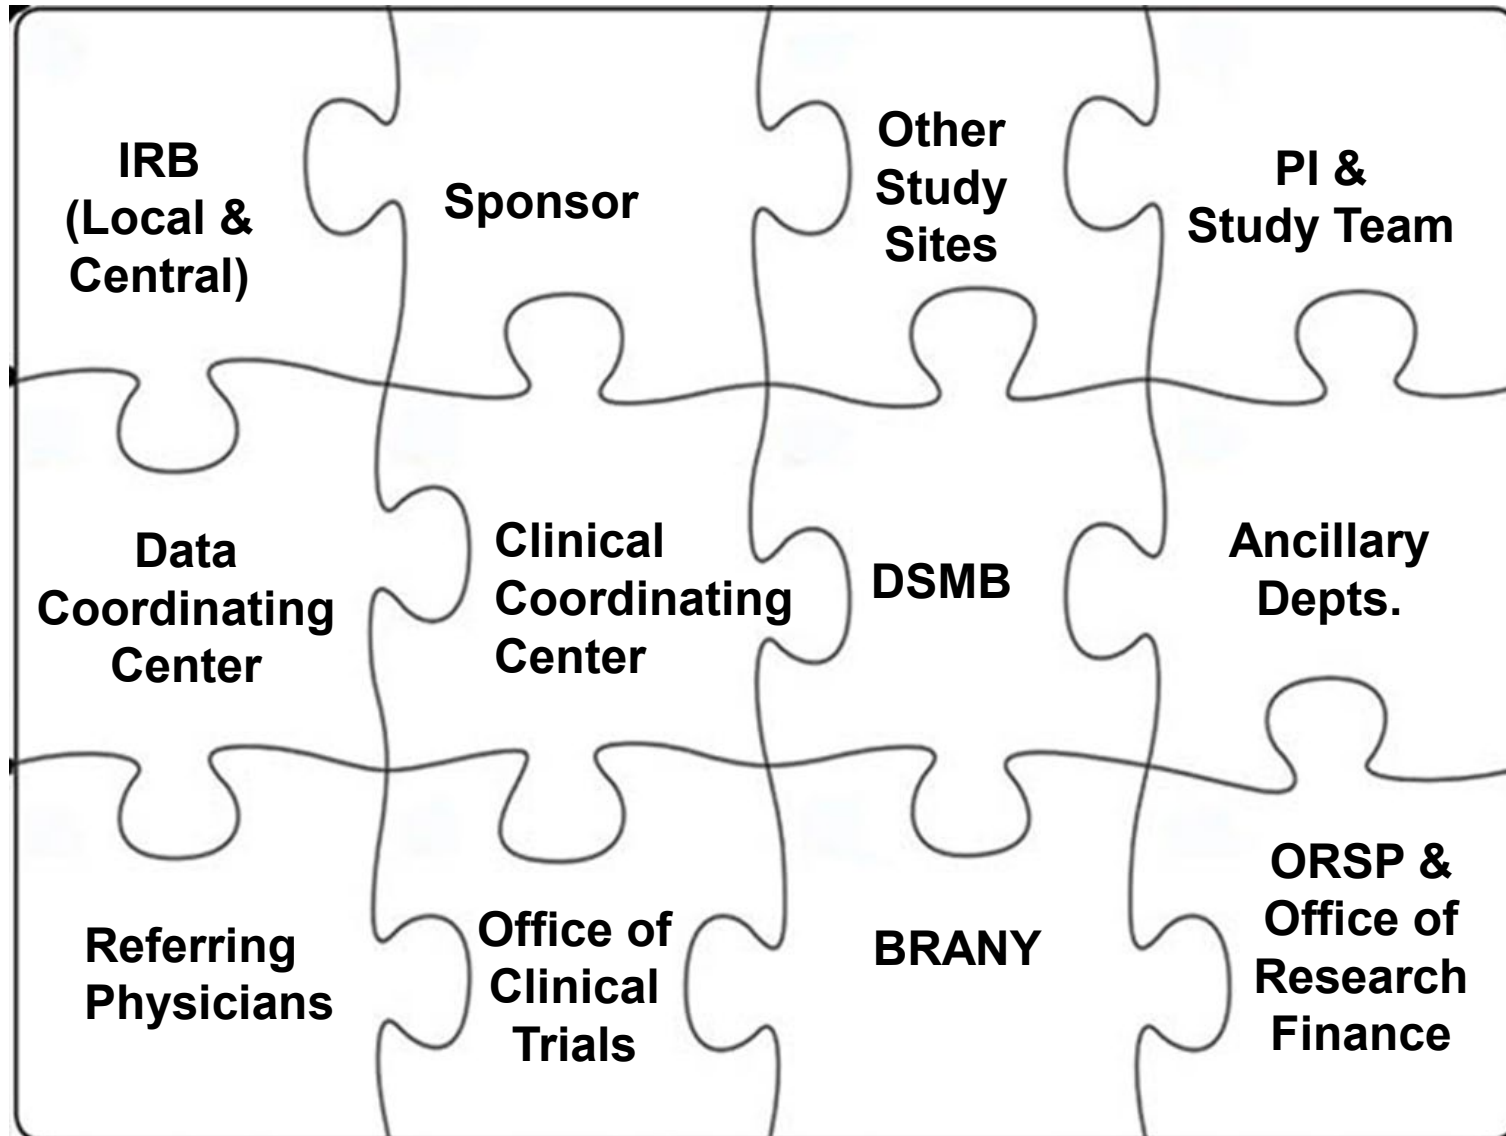 IRB
(Local &
Central)
Sponsor
Other
Study
Sites
PI &
Study Team
Data
Coordinating
Center
Clinical
Coordinating
Center
DSMB
Ancillary
Depts.
Referring
Physicians
Office of
Clinical
Trials
BRANY
ORSP &
Office of
Research
Finance